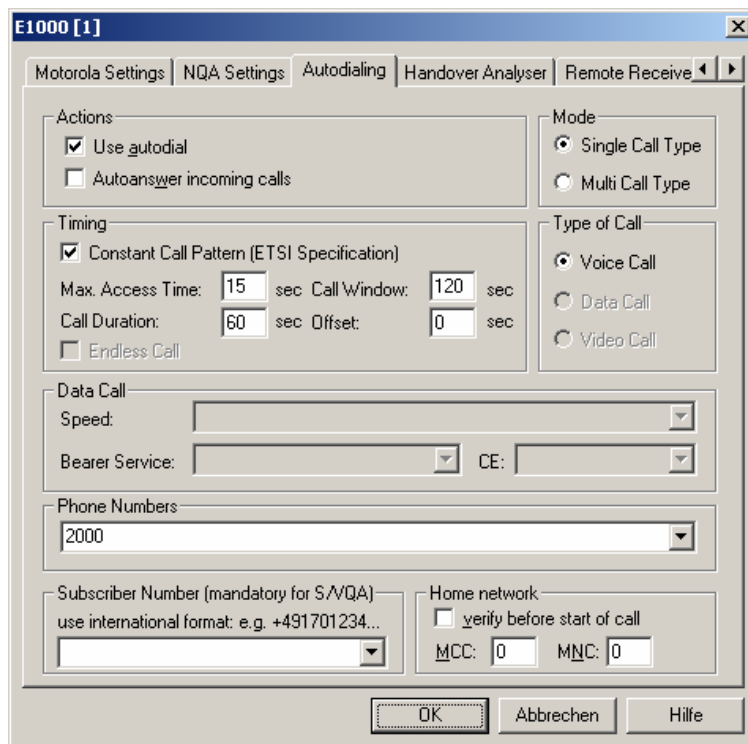 E1000 [1]
Motorola Settings NQA Settings Autodialing Handover Analyser Remote Receive
Actions
Use autodial
Autoanswer incoming calls
Mode
Single Call Type
Multi Call Type
Timing
Constant Call Pattern (ETSI Specification)
Max. Access Time: 15 sec Call Window: 120 sec
Call Duration: 60 sec Offset: 0 sec
Endless Call
Type of Call
Voice Call
Data Call
Video Call
Data Call
Speed:
Bearer Service: CE:
Phone Numbers
2000
Subscriber Number (mandatory for S/VQA)
use international format: e.g. +491701234...
Home network
verify before start of call
MCC: 0 MNC: 0
OK Abbrechen Hilfe